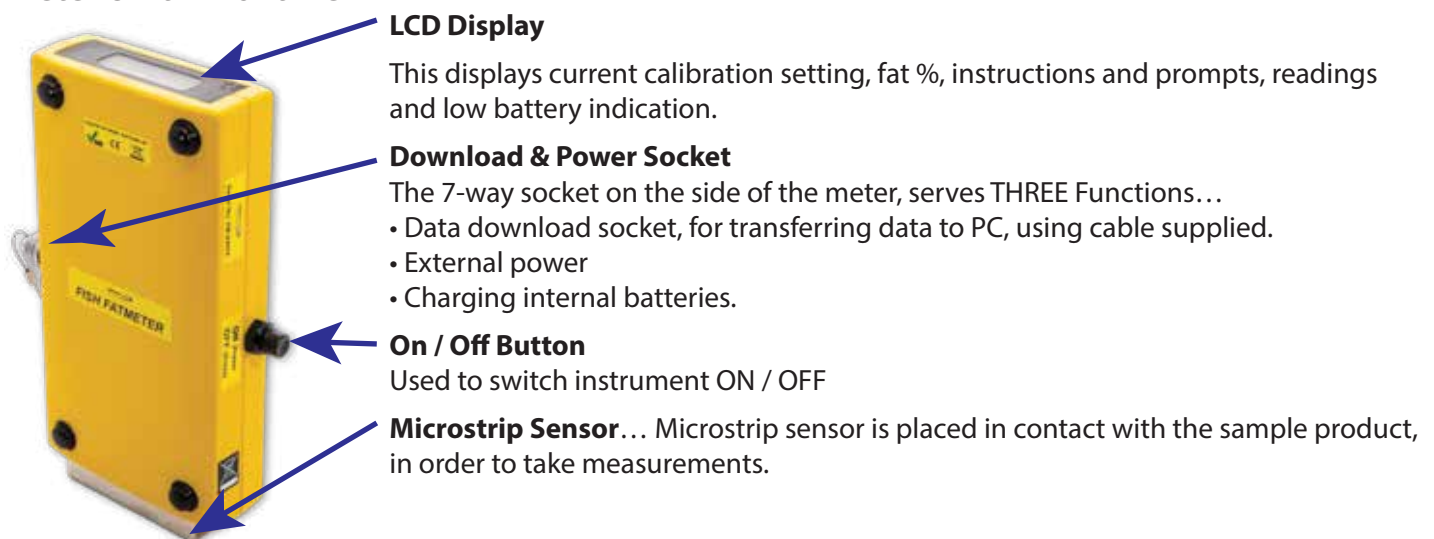 LCD Display
This displays current calibration setting, fat %, instructions and prompts, readings
and low battery indication.
Download & Power Socket
The 7-way socket on the side of the meter, serves THREE Functions…
• Data download socket, for transferring data to PC, using cable supplied.
• External power
• Charging internal batteries.
On / Off Button
Used to switch instrument ON / OFF
Microstrip Sensor… Microstrip sensor is placed in contact with the sample product,
in order to take measurements.
FISH FATMETER